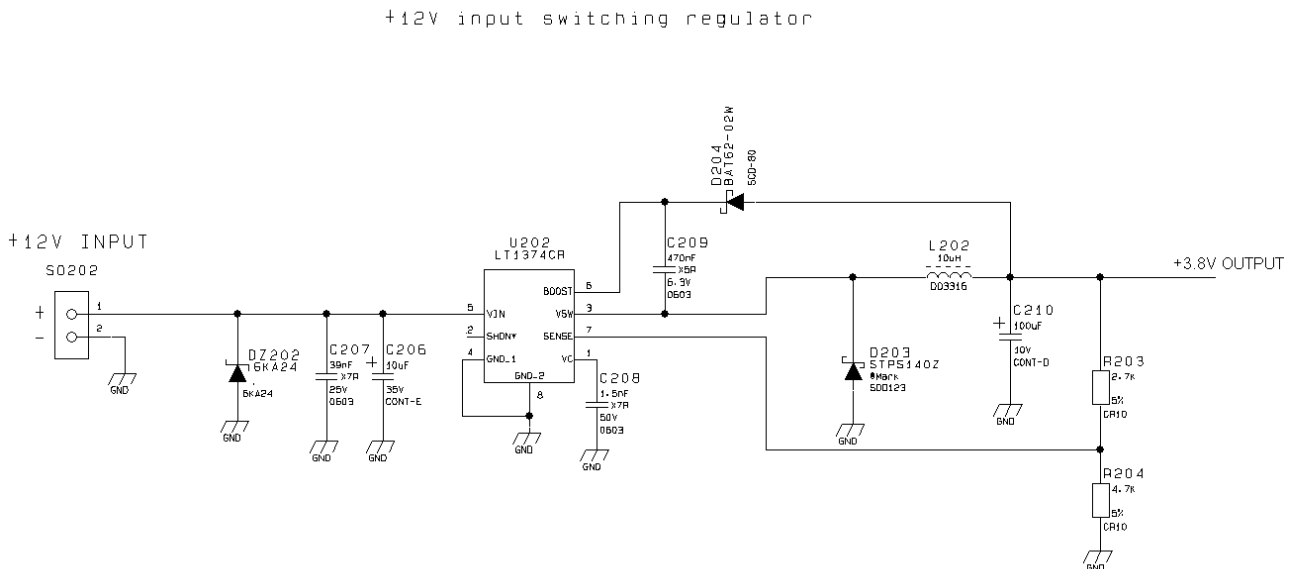 +12V input switching regulator
D204
BAT62-02W
SCD-80
+12V INPUT
SO202
+
-
1
2
GND
DZ202
6KA24
6KA24
GND
C207
39nF
X7R
25V
0603
GND
C206
+
10uF
35V
CONT-E
GND
U202
LT1374CR
BOOST
6
VIN
5
VSW
3
SHDN*
2
SENSE
7
GND_1
4
VC
1
GND_2
8
GND
C208
1.5nF
X7R
50V
0603
GND
C209
470nF
X5R
6.3V
0603
D203
STPS140Z
*Mark
SOD123
GND
L202
10uH
DO3316
+3.8V OUTPUT
C210
+
100uF
10V
CONT-D
GND
R203
2.7K
5%
CR10
R204
4.7K
5%
CR10
GND